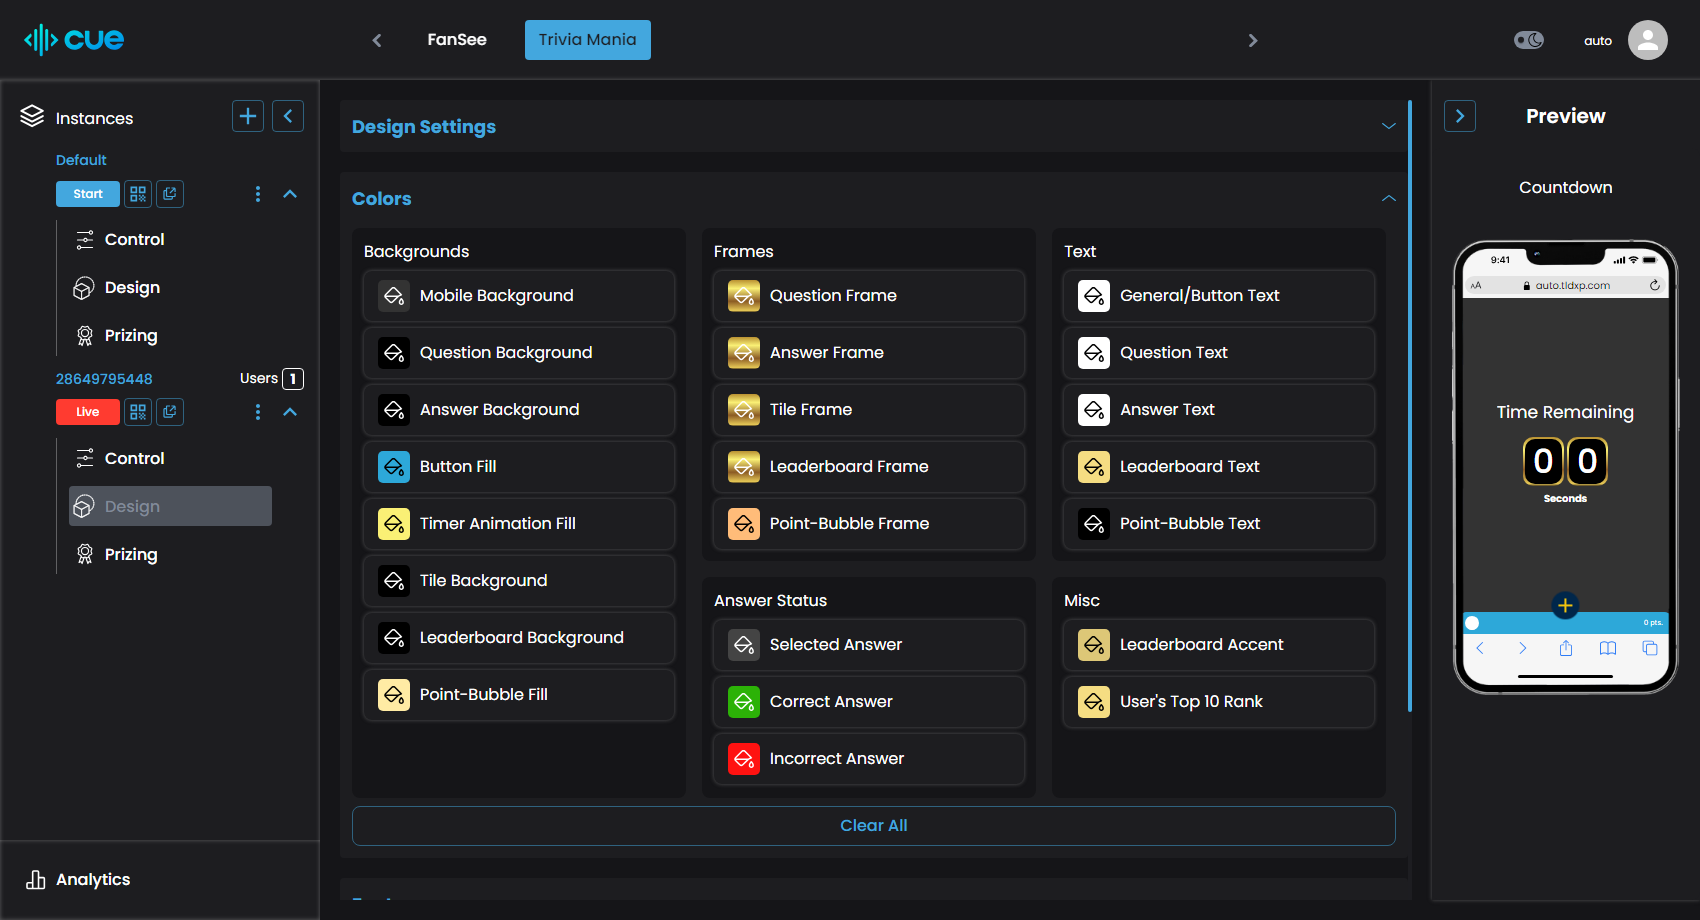 cue
FanSee
Trivia Mania
auto
Instances
Default
Start
Control
Design
Prizing
28649795448
Users 1
Live
Control
Design
Prizing
Analytics
Design Settings
Colors
Backgrounds
Mobile Background
Question Background
Answer Background
Button Fill
Timer Animation Fill
Tile Background
Leaderboard Background
Point-Bubble Fill
Frames
Question Frame
Answer Frame
Tile Frame
Leaderboard Frame
Point-Bubble Frame
Text
General/Button Text
Question Text
Answer Text
Leaderboard Text
Point-Bubble Text
Answer Status
Selected Answer
Correct Answer
Incorrect Answer
Misc
Leaderboard Accent
User's Top 10 Rank
Clear All
Preview
Countdown
9:41
AA
auto.tldxp.com
Time Remaining
0 0
Seconds
0 pts.